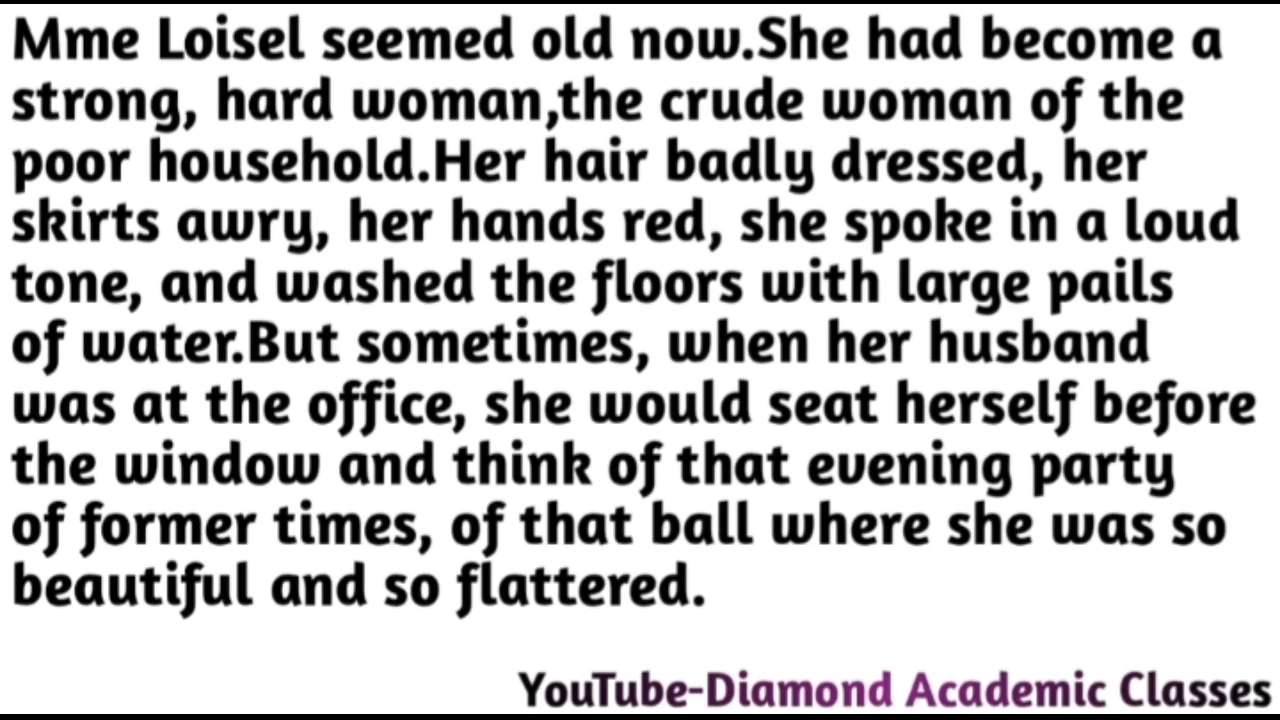 Mme Loisel seemed old now.She had become a
strong, hard woman,the crude woman of the
poor household.Her hair badly dressed, her
skirts awry, her hands red, she spoke in a loud
tone, and washed the floors with large pails
of water.But sometimes, when her husband
was at the office, she would seat herself before
the window and think of that evening party
of former times, of that ball where she was so
beautiful and so flattered.
YouTube-Diamond Academic Classes